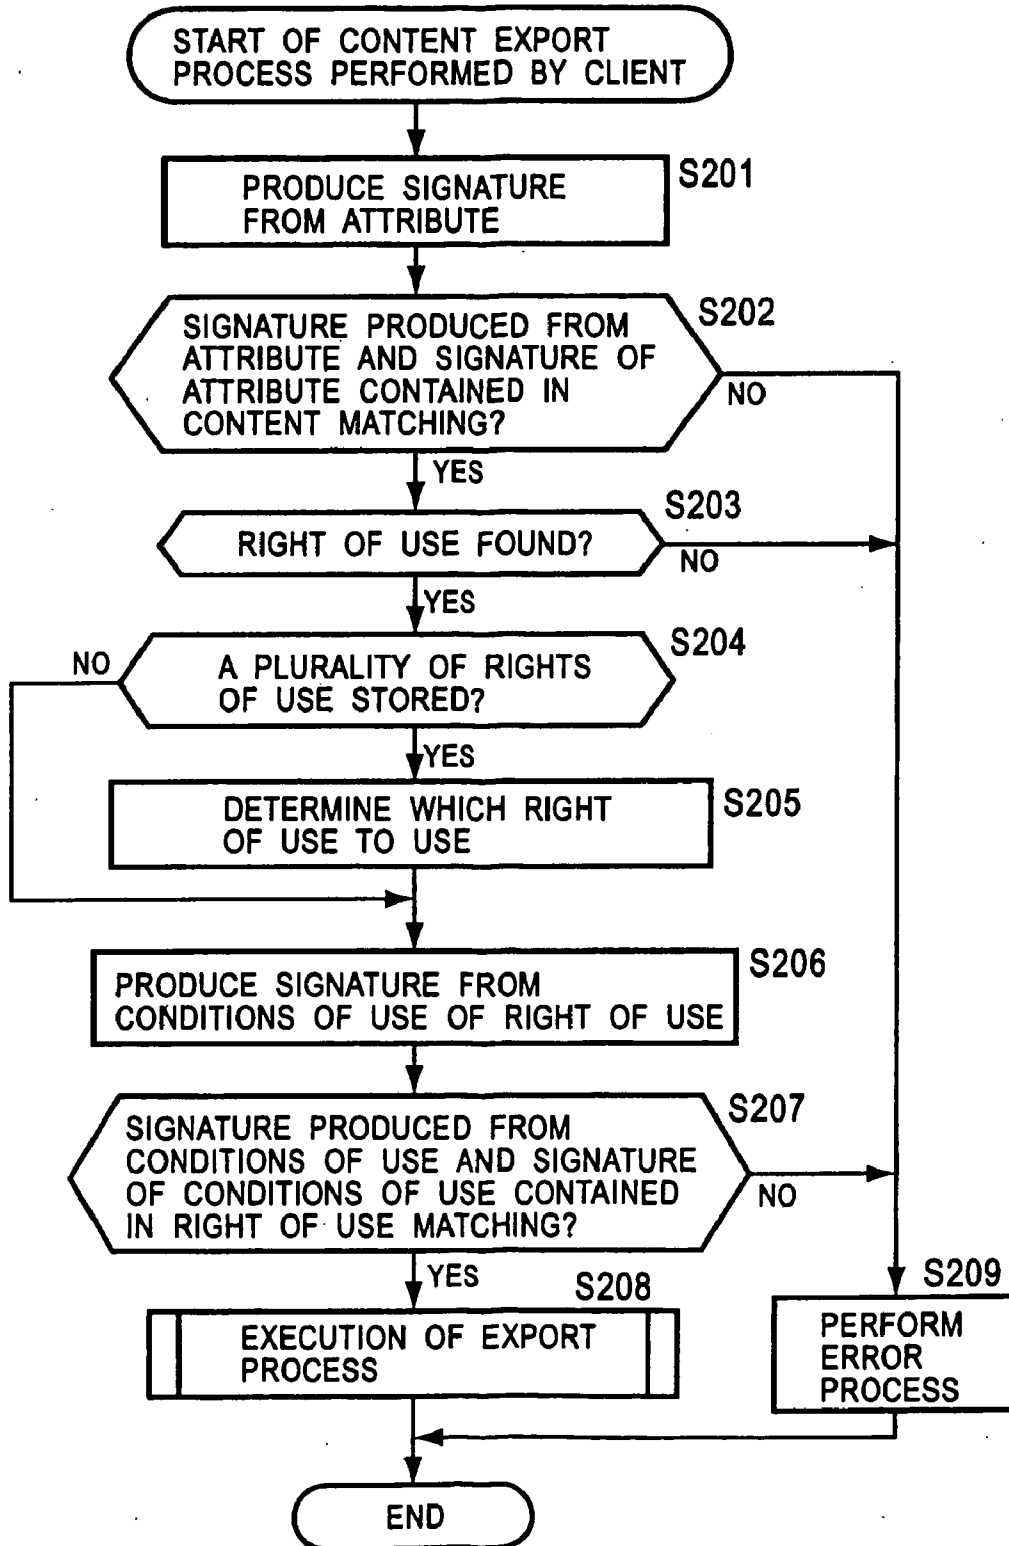 START OF CONTENT EXPORT
PROCESS PERFORMED BY CLIENT
S201
PRODUCE SIGNATURE
FROM ATTRIBUTE
S202
SIGNATURE PRODUCED FROM
ATTRIBUTE AND SIGNATURE OF
ATTRIBUTE CONTAINED IN
CONTENT MATCHING?
NO
YES
S203
RIGHT OF USE FOUND?
NO
YES
S204
NO
A PLURALITY OF RIGHTS
OF USE STORED?
YES
S205
DETERMINE WHICH RIGHT
OF USE TO USE
S206
PRODUCE SIGNATURE FROM
CONDITIONS OF USE OF RIGHT OF USE
S207
SIGNATURE PRODUCED FROM
CONDITIONS OF USE AND SIGNATURE
OF CONDITIONS OF USE CONTAINED
IN RIGHT OF USE MATCHING?
NO
YES
S208
EXECUTION OF EXPORT
PROCESS
S209
PERFORM
ERROR
PROCESS
END